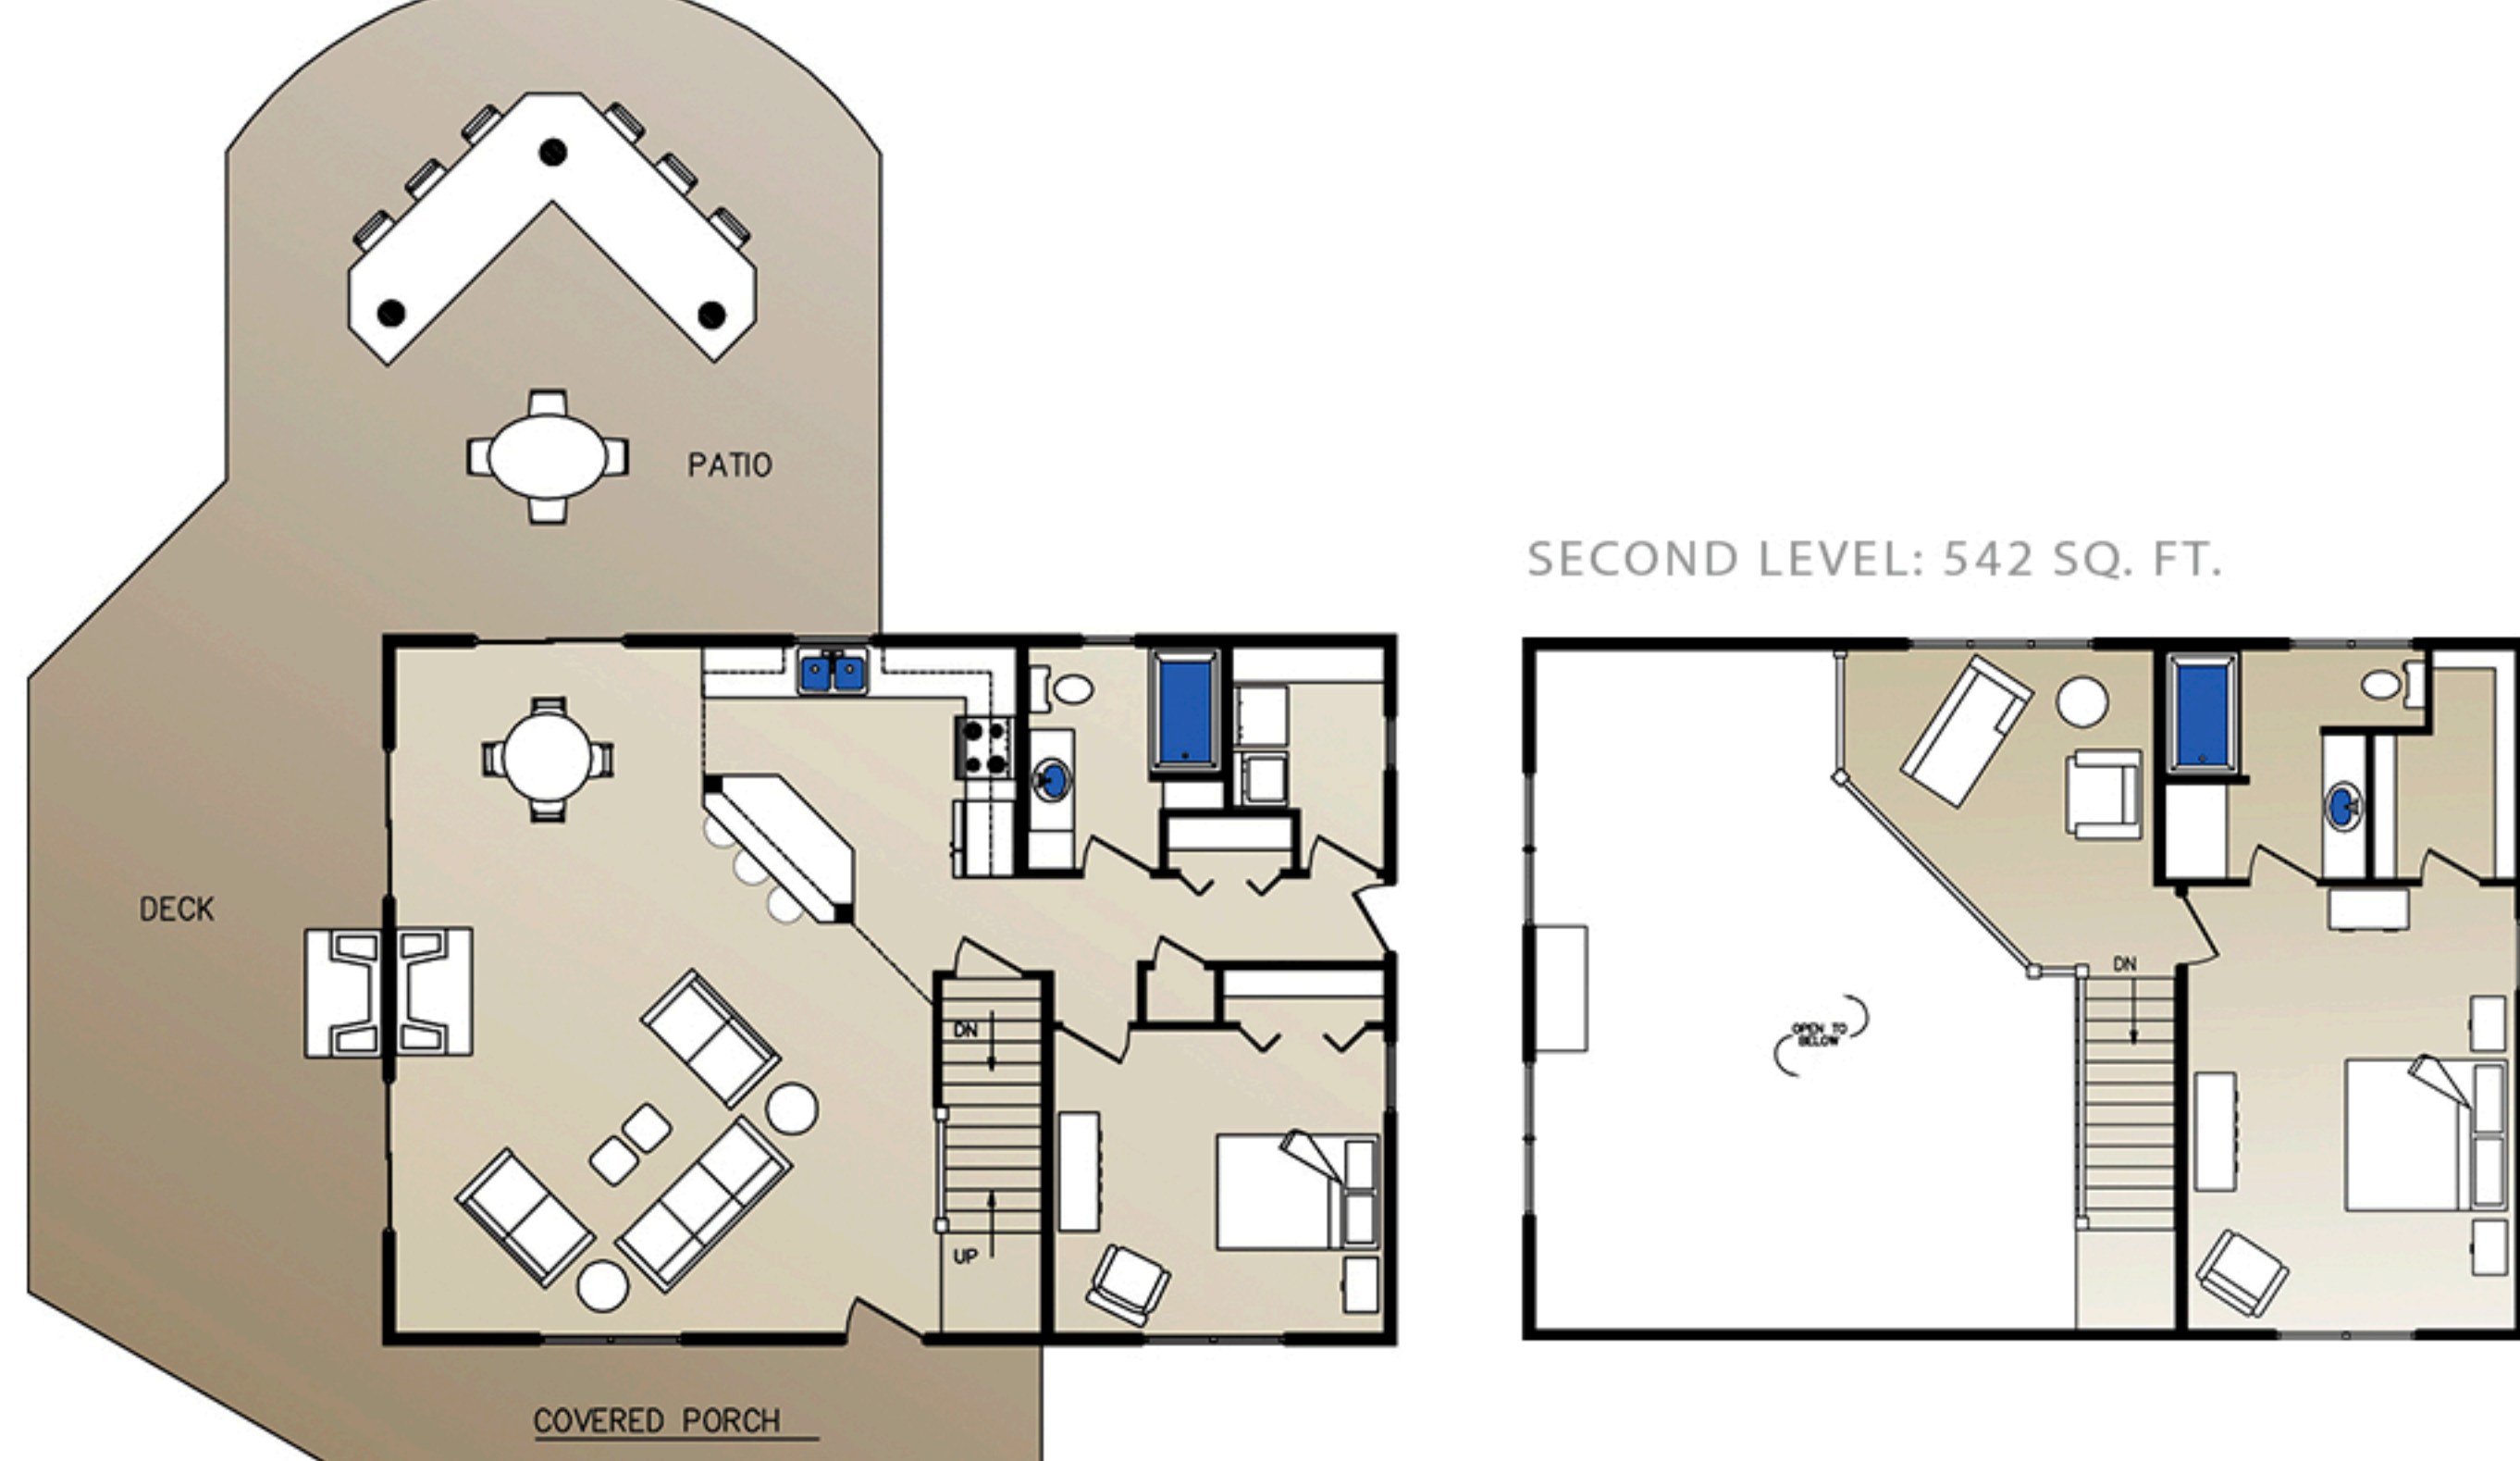 PATIO
SECOND LEVEL: 542 SQ. FT.
DECK
DN
UP
COVERED PORCH
DN
OPEN TO
BELOW